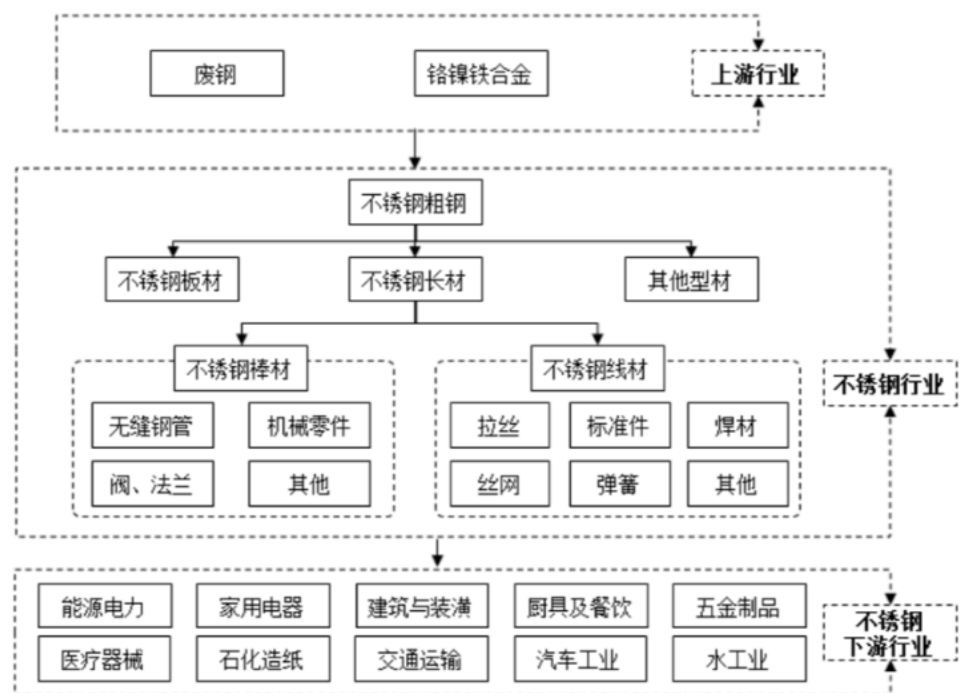 废钢
铬镍铁合金
上游行业
不锈钢粗钢
不锈钢板材
不锈钢长材
其他型材
不锈钢棒材
不锈钢线材
不锈钢行业
无缝钢管
机械零件
拉丝
标准件
焊材
阀、法兰
其他
丝网
弹簧
其他
能源电力
家用电器
建筑与装潢
厨具及餐饮
五金制品
不锈钢
下游行业
医疗器械
石化造纸
交通运输
汽车工业
水工业